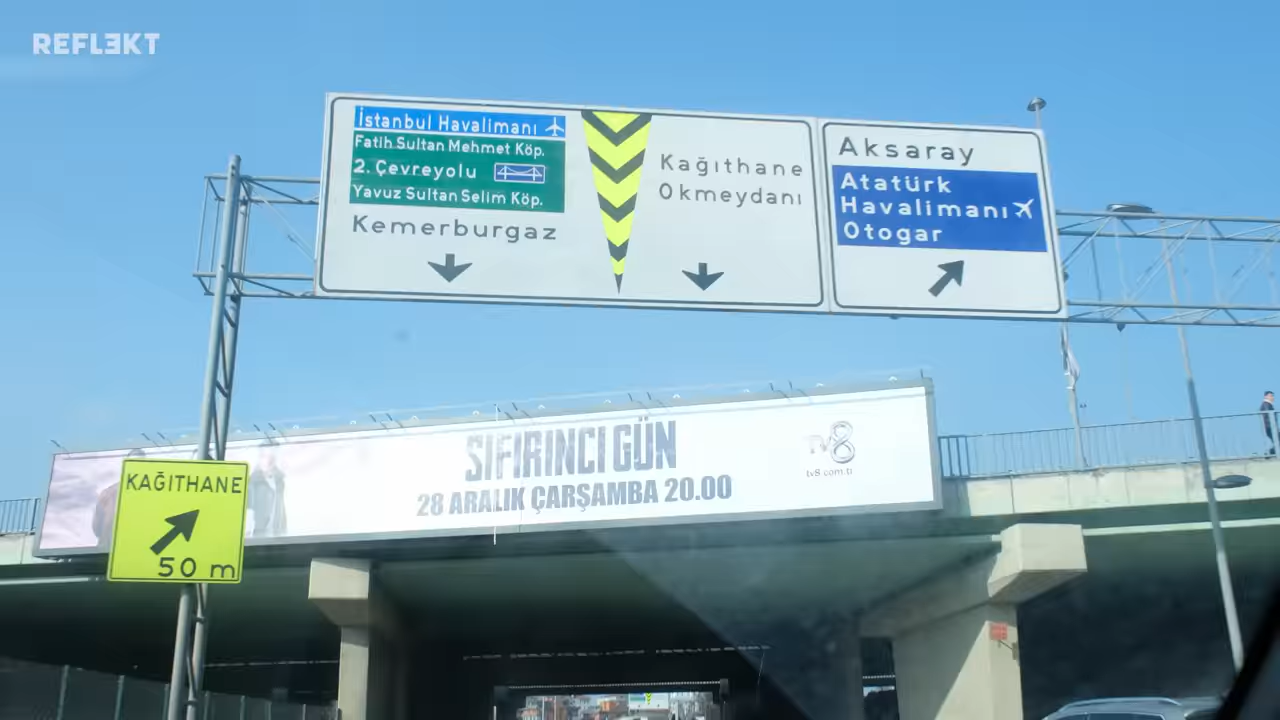 REFLEKT
İstanbul Havalimanı
Fatih Sultan Mehmet Köp.
2. Çevreyolu
Yavuz Sultan Selim Köp.
Kemerburgaz
Kağıthane
Okmeydanı
Aksaray
Atatürk
Havalimanı
Otogar
SIFIRINCI GÜN
28 ARALIK ÇARŞAMBA 20.00
TV8
tv8.com.tr
KAĞITHANE
50 m